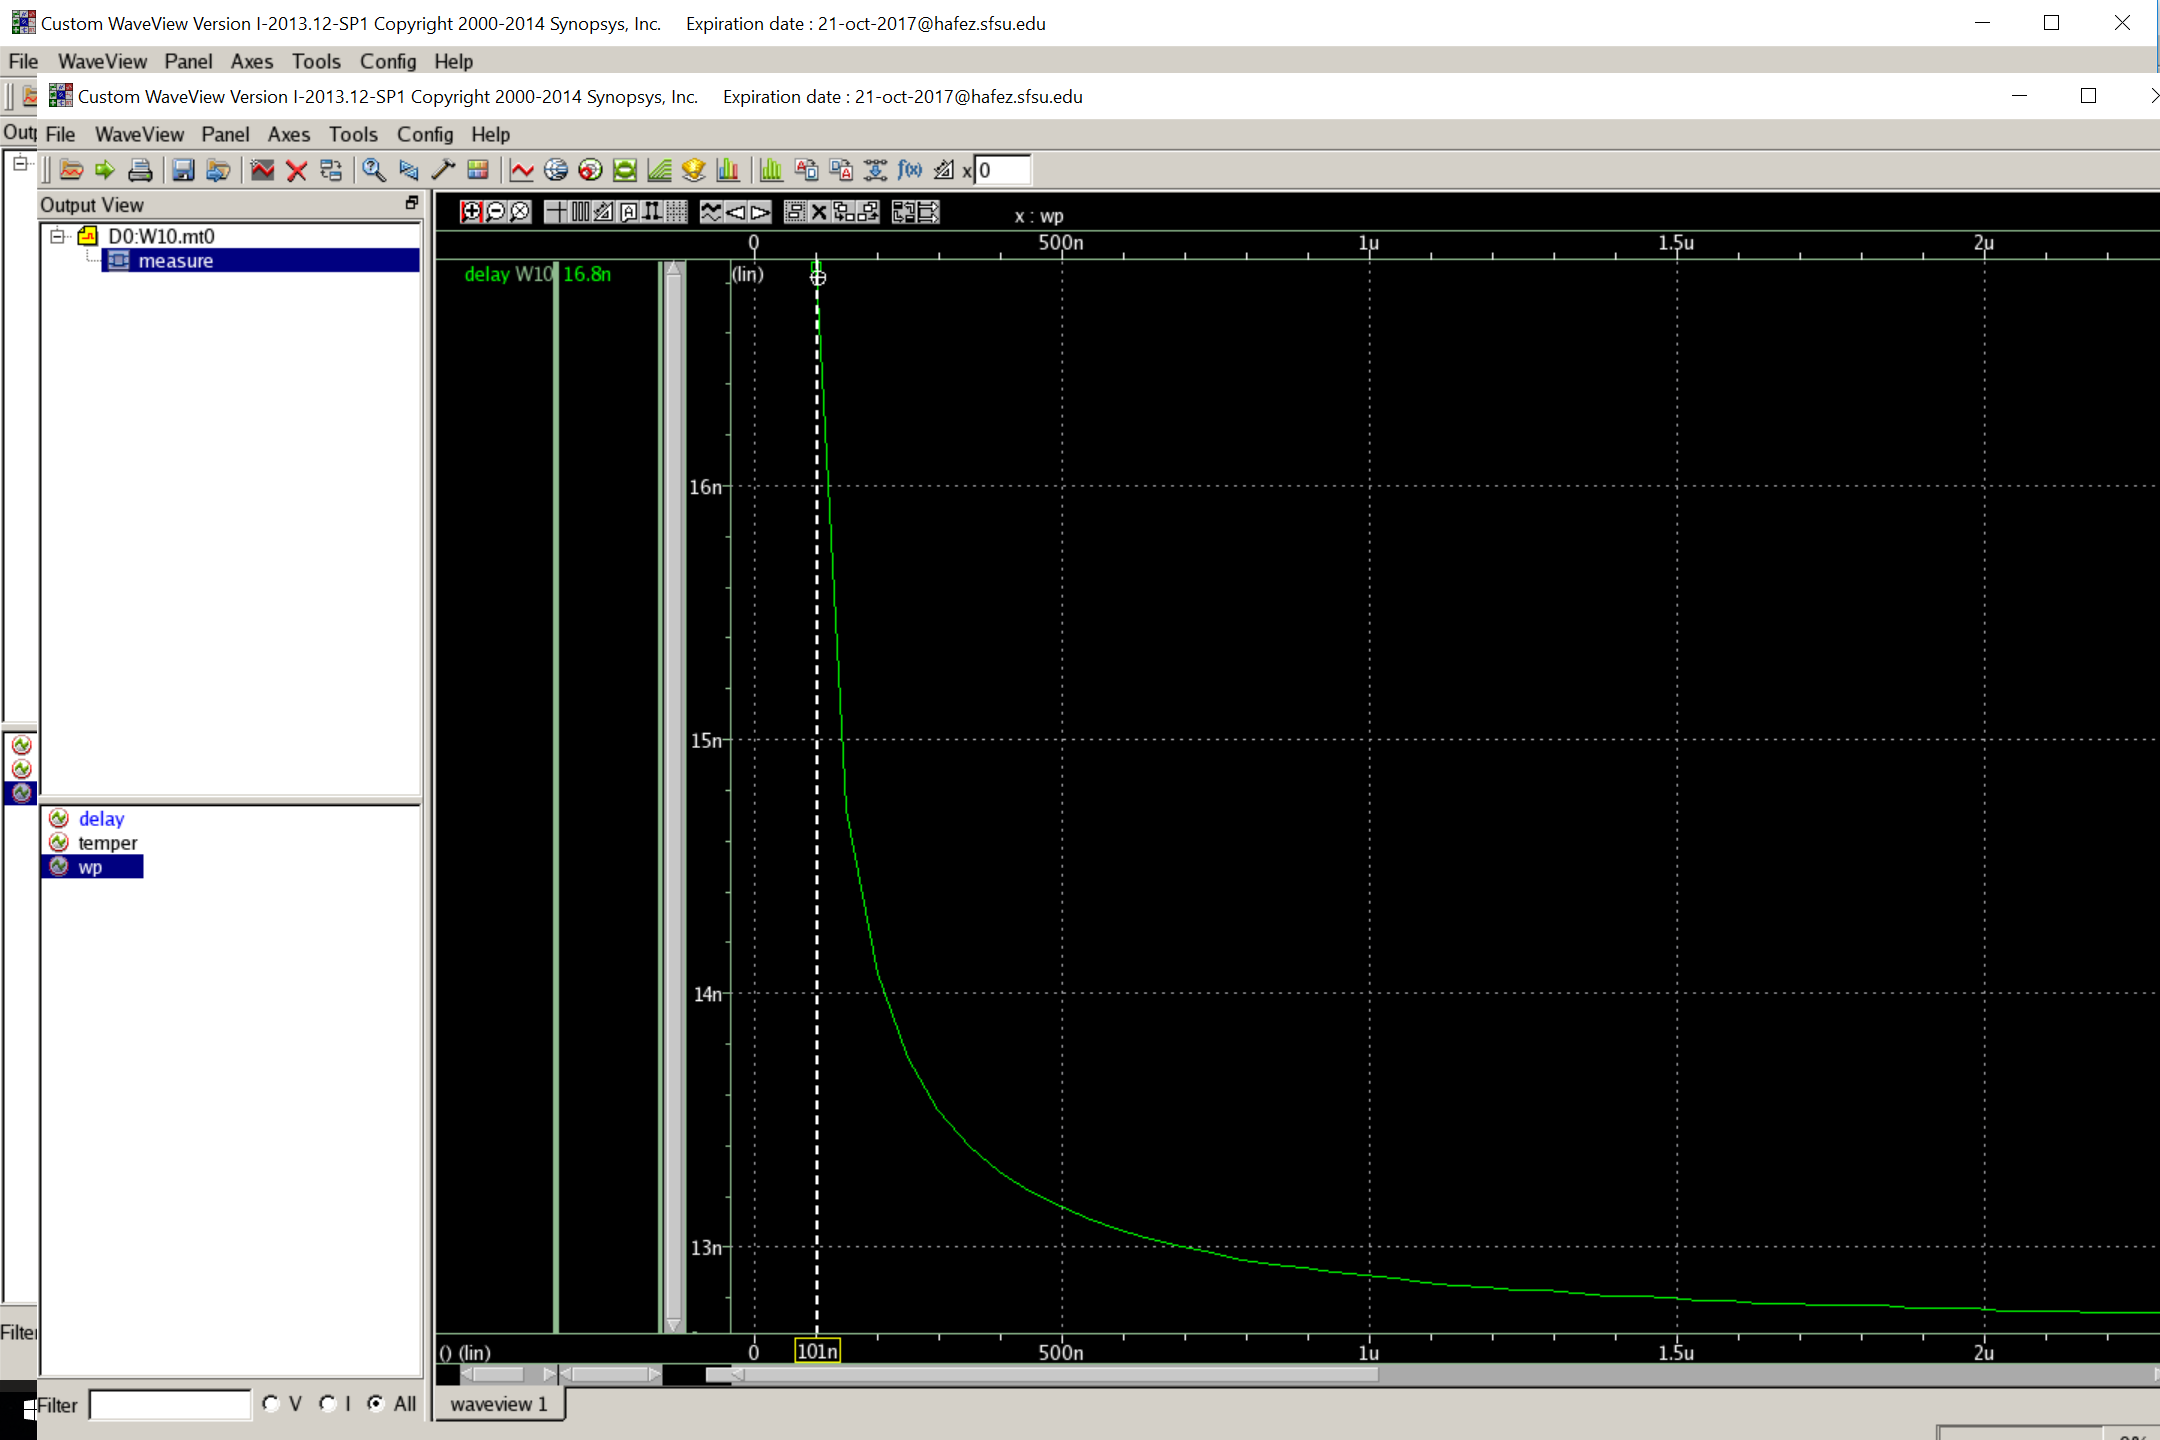 Custom WaveView Version I-2013.12-SP1 Copyright 2000-2014 Synopsys, Inc. Expiration date : 21-oct-2017@hafez.sfsu.edu
File WaveView Panel Axes Tools Config Help
Custom WaveView Version I-2013.12-SP1 Copyright 2000-2014 Synopsys, Inc. Expiration date : 21-oct-2017@hafez.sfsu.edu
Outp
File WaveView Panel Axes Tools Config Help
f(x) x 0
Output View
x : wp
D0:W10.mt0
measure
0 500n 1u 1.5u 2u
delay W10 16.8n (lin)
16n
15n
14n
13n
delay
temper
wp
Filter
() (lin) 0 101n 500n 1u 1.5u 2u
Filter V I All
waveview 1